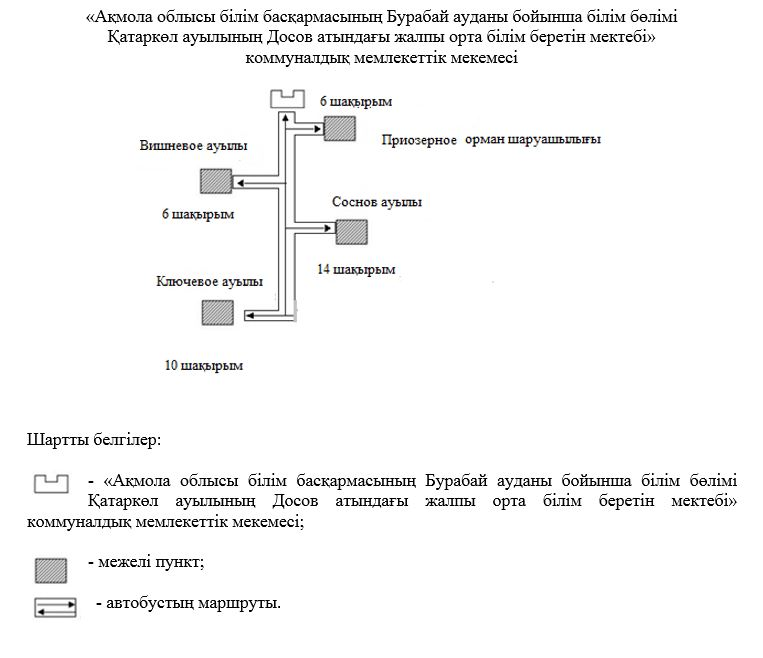 «Ақмола облысы білім басқармасының Бурабай ауданы бойынша білім бөлімі
Қатаркөл ауылының Досов атындағы жалпы орта білім беретін мектебі»
коммуналдық мемлекеттік мекемесі
6 шақырым
Вишневое ауылы
Приозерное орман шаруашылығы
Соснов ауылы
6 шақырым
14 шақырым
Ключевое ауылы
10 шақырым
Шартты белгілер:
- «Ақмола облысы білім басқармасының Бурабай ауданы бойынша білім бөлімі
Қатаркөл ауылының Досов атындағы жалпы орта білім беретін мектебі»
коммуналдық мемлекеттік мекемесі;
- межелі пункт;
- автобустың маршруты.